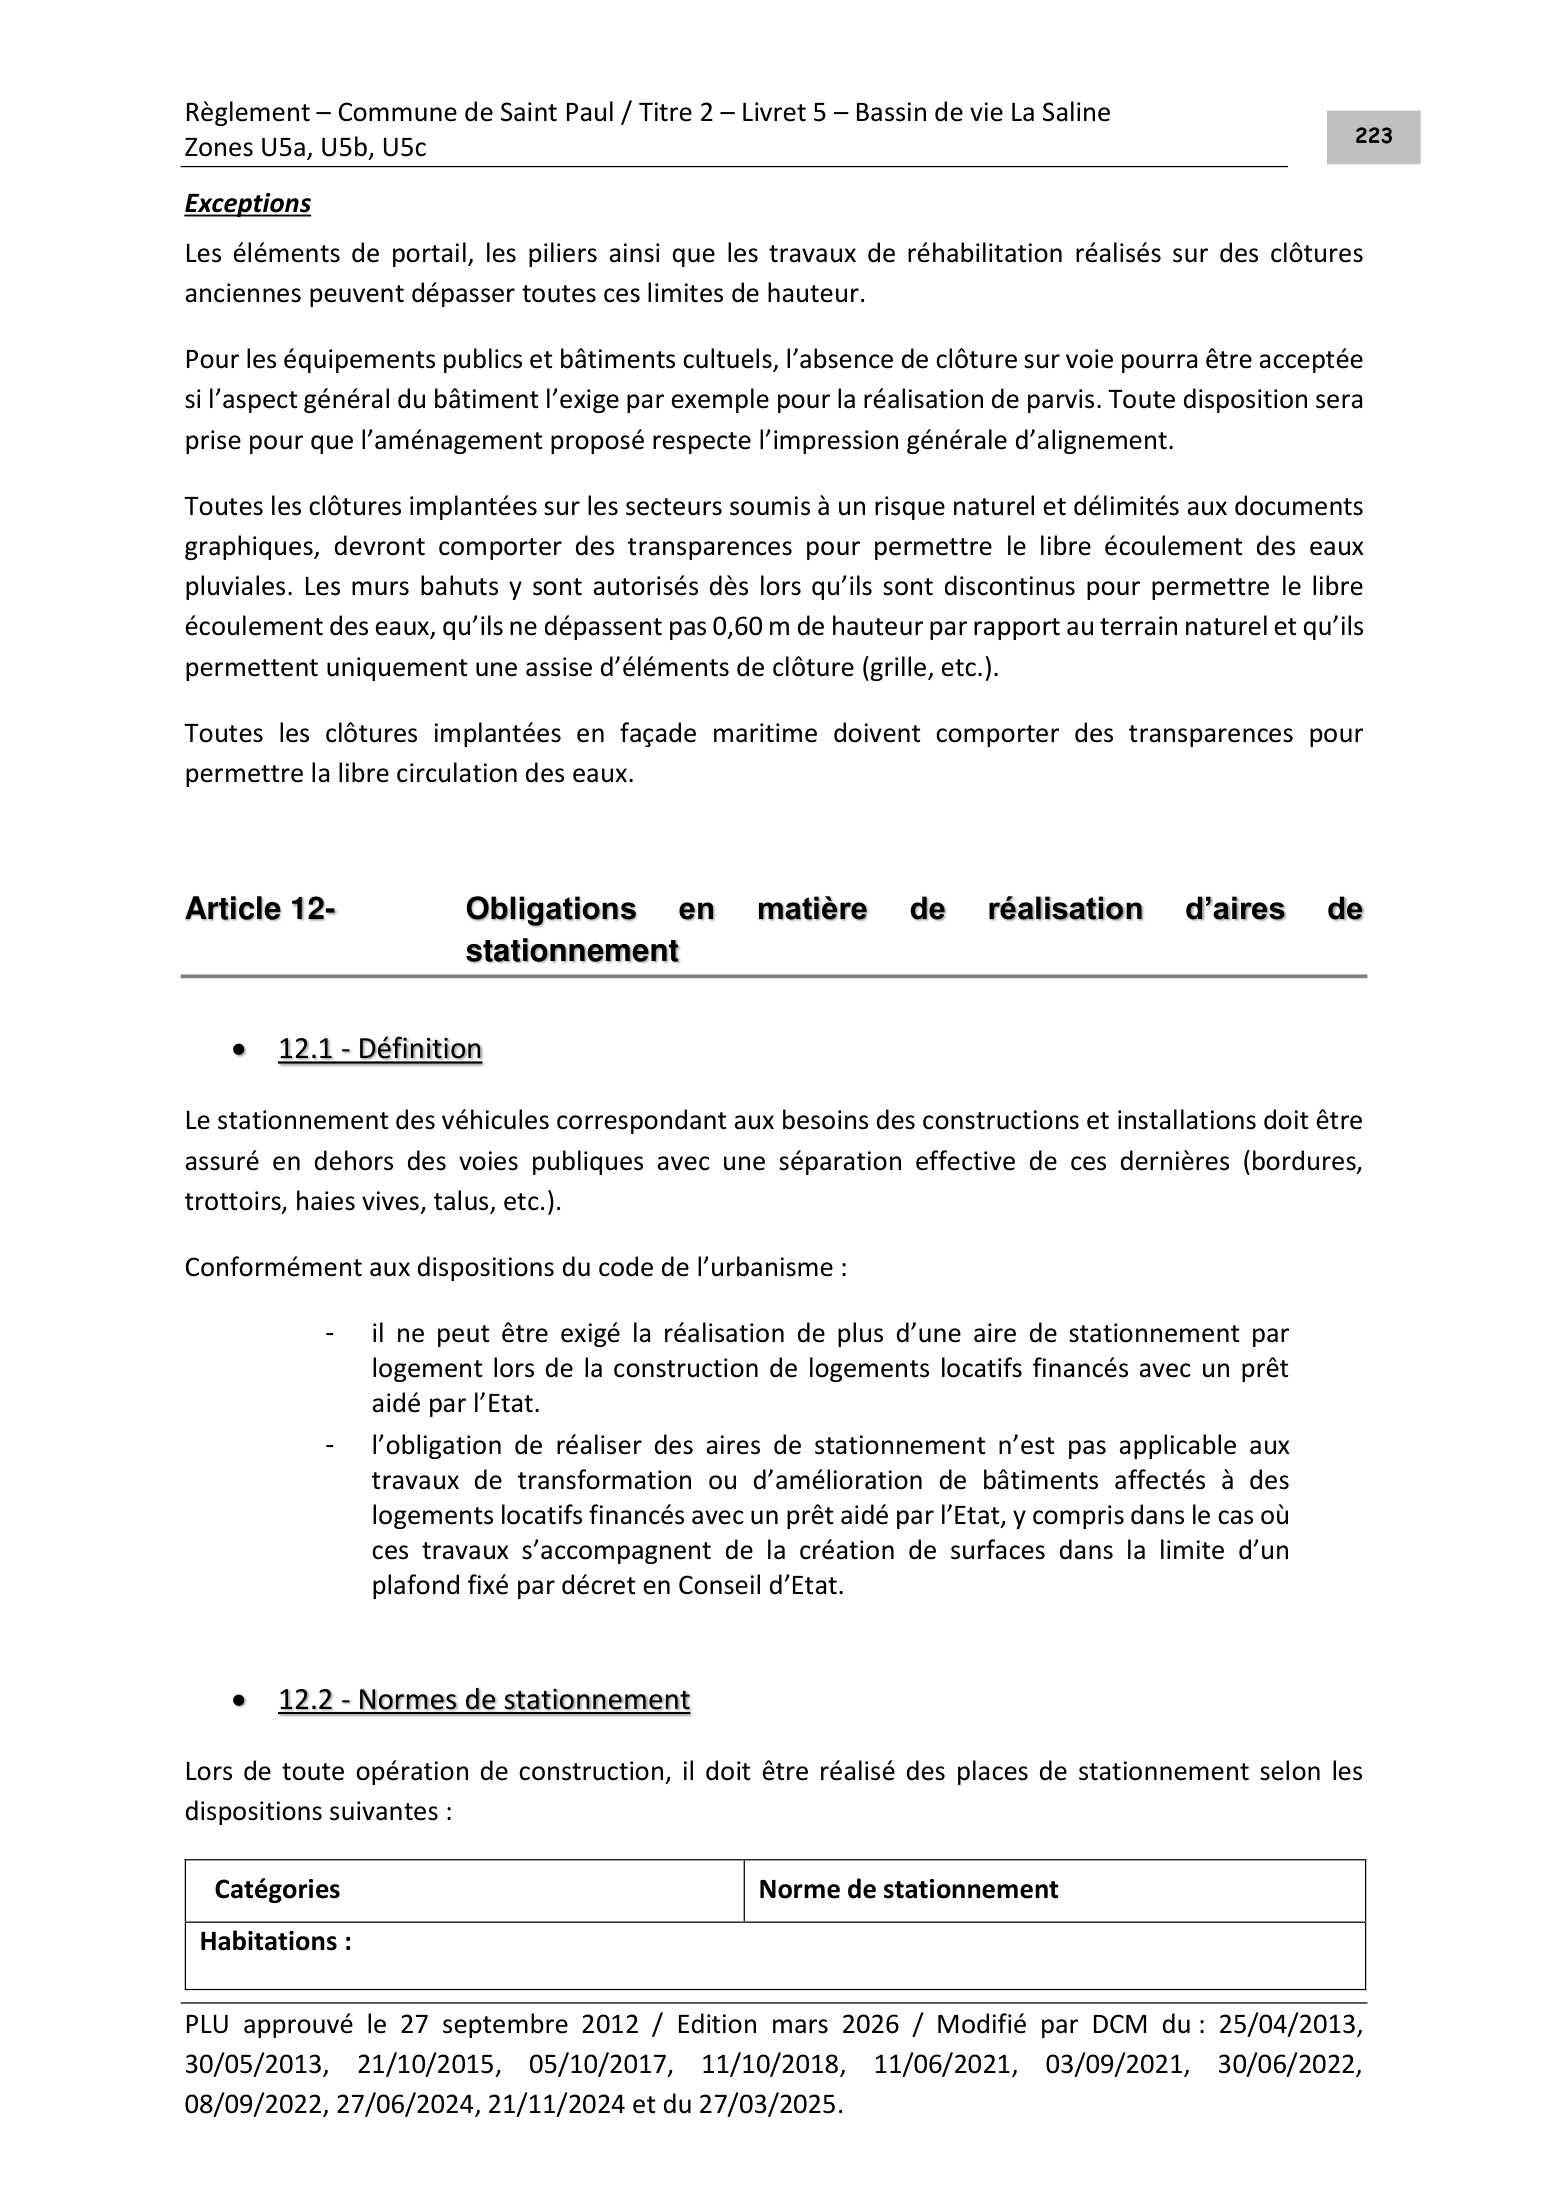 Règlement – Commune de Saint Paul / Titre 2 – Livret 5 – Bassin de vie La Saline
Zones U5a, U5b, U5c
223
Exceptions
Les éléments de portail, les piliers ainsi que les travaux de réhabilitation réalisés sur des clôtures
anciennes peuvent dépasser toutes ces limites de hauteur.
Pour les équipements publics et bâtiments cultuels, l’absence de clôture sur voie pourra être acceptée
si l’aspect général du bâtiment l’exige par exemple pour la réalisation de parvis. Toute disposition sera
prise pour que l’aménagement proposé respecte l’impression générale d’alignement.
Toutes les clôtures implantées sur les secteurs soumis à un risque naturel et délimités aux documents
graphiques, devront comporter des transparences pour permettre le libre écoulement des eaux
pluviales. Les murs bahuts y sont autorisés dès lors qu’ils sont discontinus pour permettre le libre
écoulement des eaux, qu’ils ne dépassent pas 0,60 m de hauteur par rapport au terrain naturel et qu’ils
permettent uniquement une assise d’éléments de clôture (grille, etc.).
Toutes les clôtures implantées en façade maritime doivent comporter des transparences pour
permettre la libre circulation des eaux.
Article 12- Obligations en matière de réalisation d’aires de
stationnement
• 12.1 - Définition
Le stationnement des véhicules correspondant aux besoins des constructions et installations doit être
assuré en dehors des voies publiques avec une séparation effective de ces dernières (bordures,
trottoirs, haies vives, talus, etc.).
Conformément aux dispositions du code de l’urbanisme :
- il ne peut être exigé la réalisation de plus d’une aire de stationnement par
logement lors de la construction de logements locatifs financés avec un prêt
aidé par l’Etat.
- l’obligation de réaliser des aires de stationnement n’est pas applicable aux
travaux de transformation ou d’amélioration de bâtiments affectés à des
logements locatifs financés avec un prêt aidé par l’Etat, y compris dans le cas où
ces travaux s’accompagnent de la création de surfaces dans la limite d’un
plafond fixé par décret en Conseil d’Etat.
• 12.2 - Normes de stationnement
Lors de toute opération de construction, il doit être réalisé des places de stationnement selon les
dispositions suivantes :
Catégories Norme de stationnement
Habitations :
PLU approuvé le 27 septembre 2012 / Edition mars 2026 / Modifié par DCM du : 25/04/2013,
30/05/2013, 21/10/2015, 05/10/2017, 11/10/2018, 11/06/2021, 03/09/2021, 30/06/2022,
08/09/2022, 27/06/2024, 21/11/2024 et du 27/03/2025.